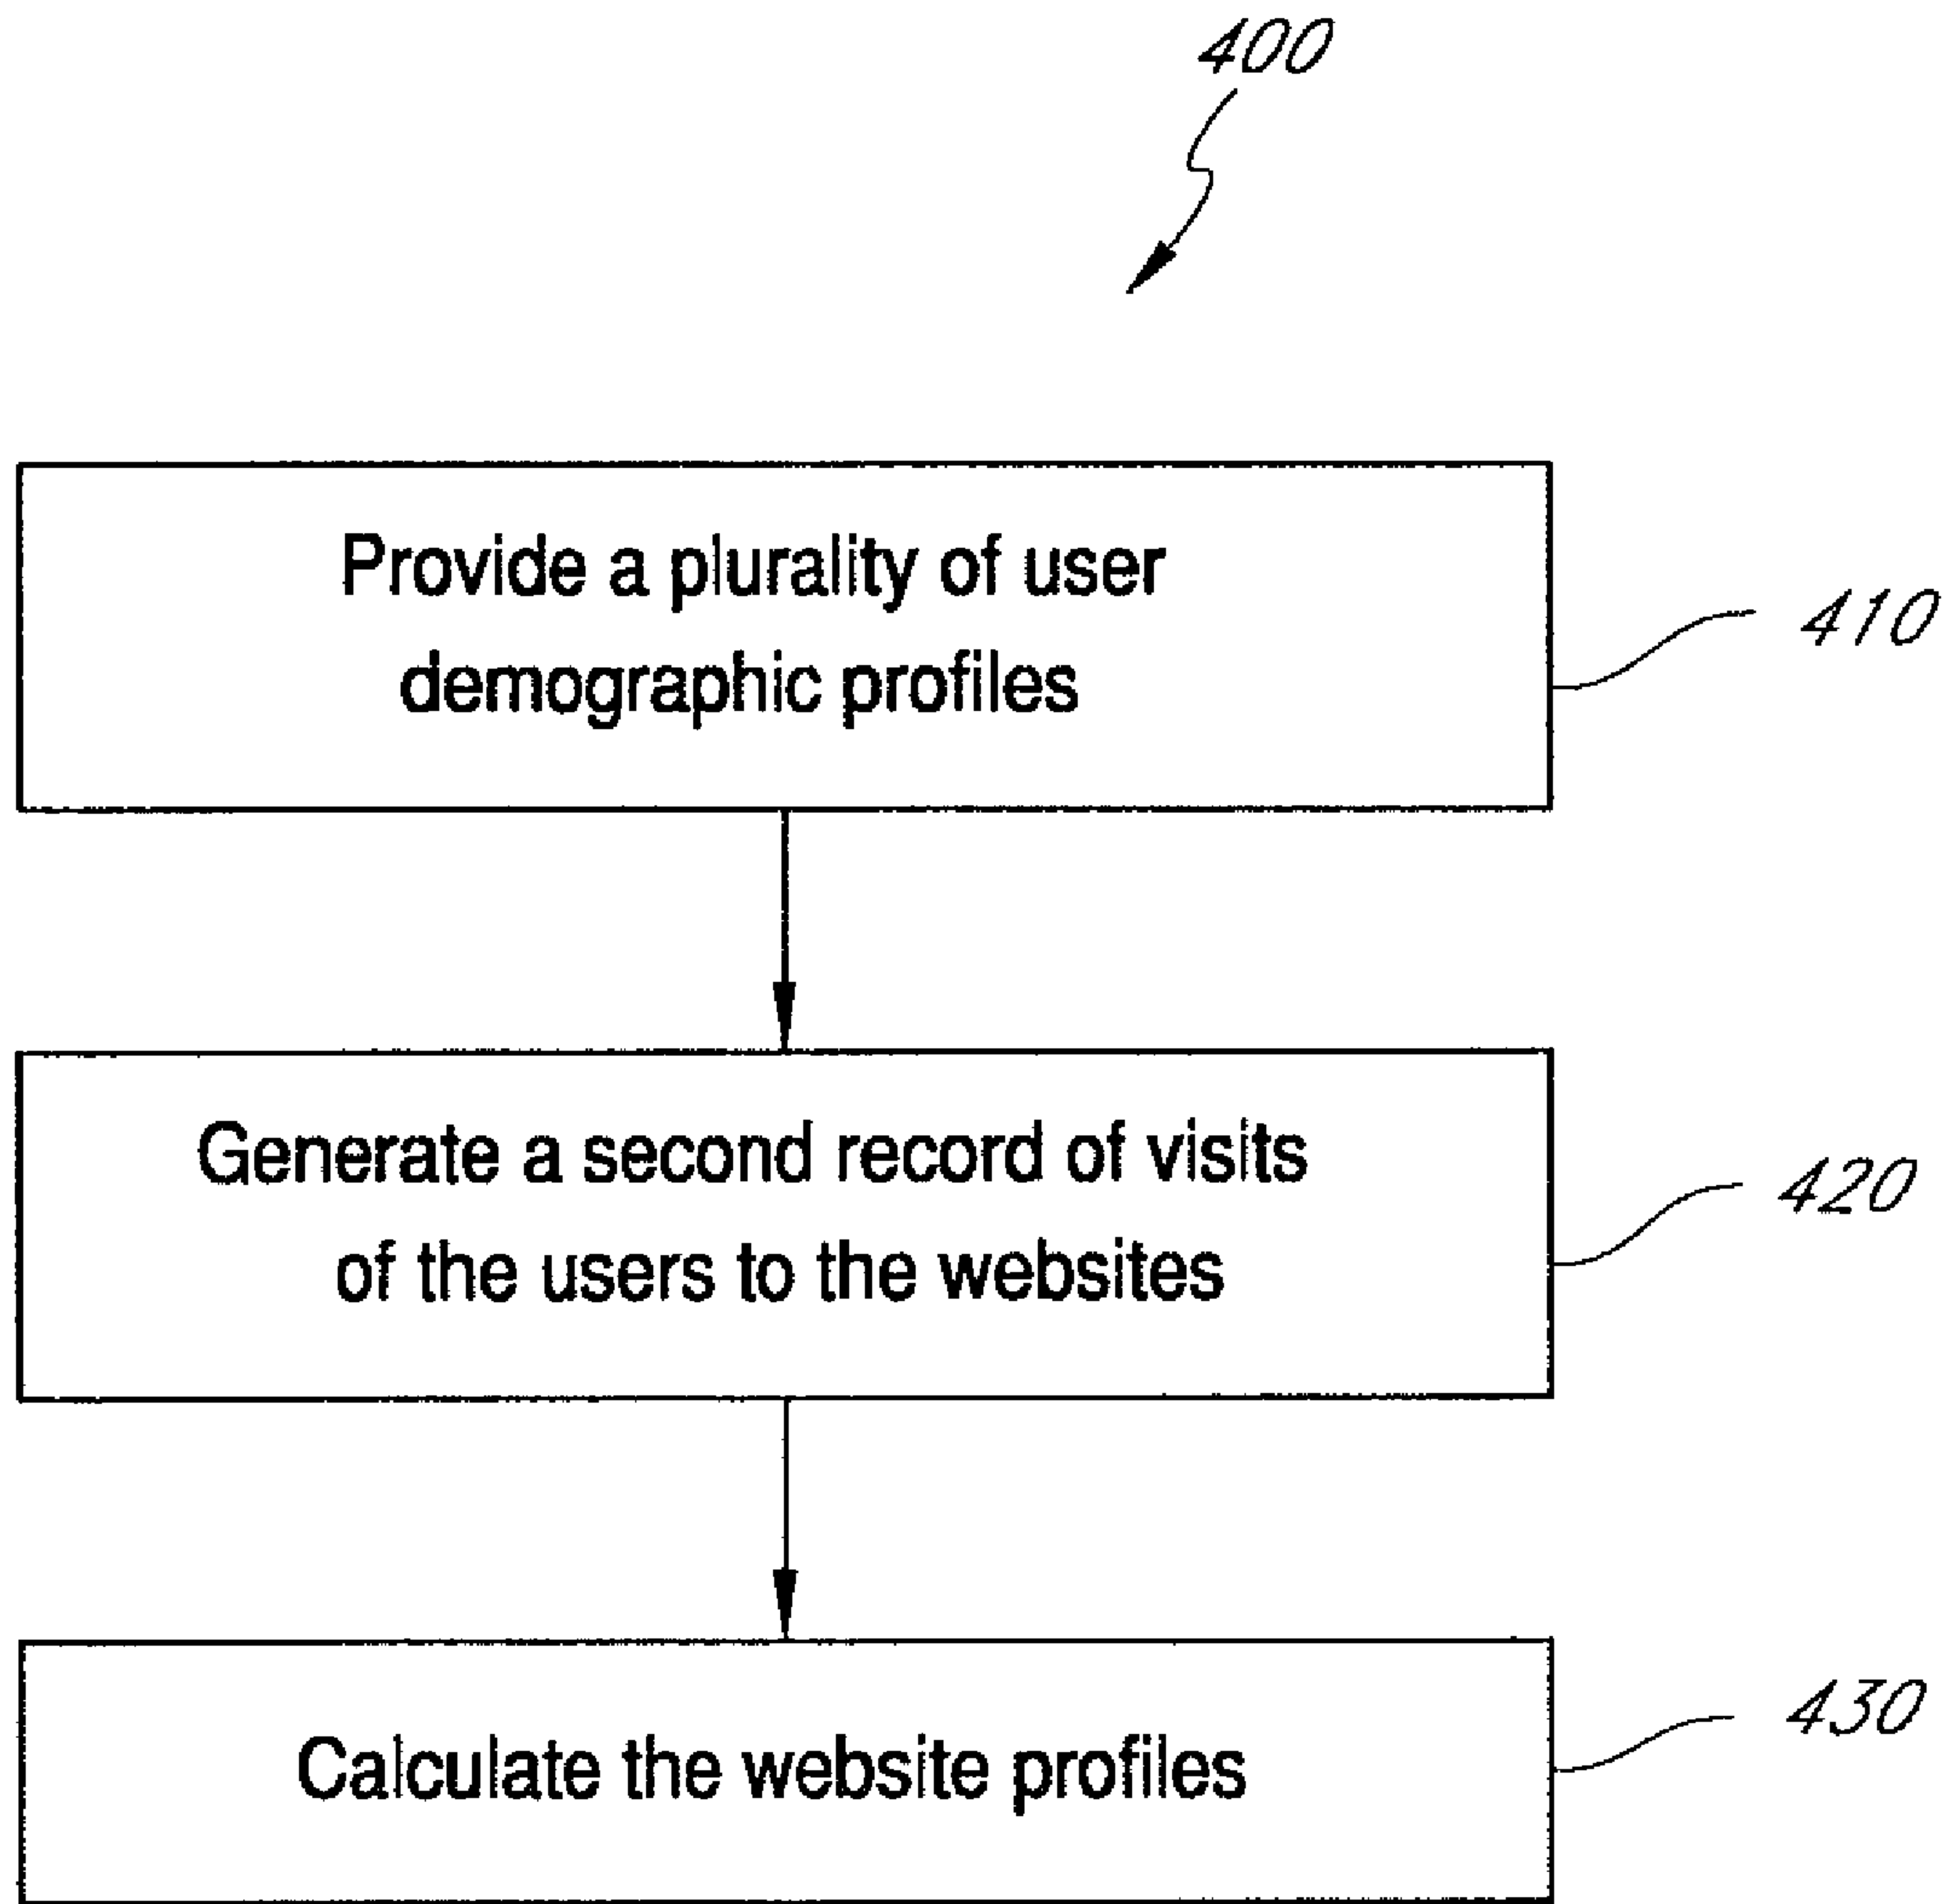 400
Provide a plurality of user
demographic profiles
410
Generate a second record of visits
of the users to the websites
420
Calculate the website profiles
430